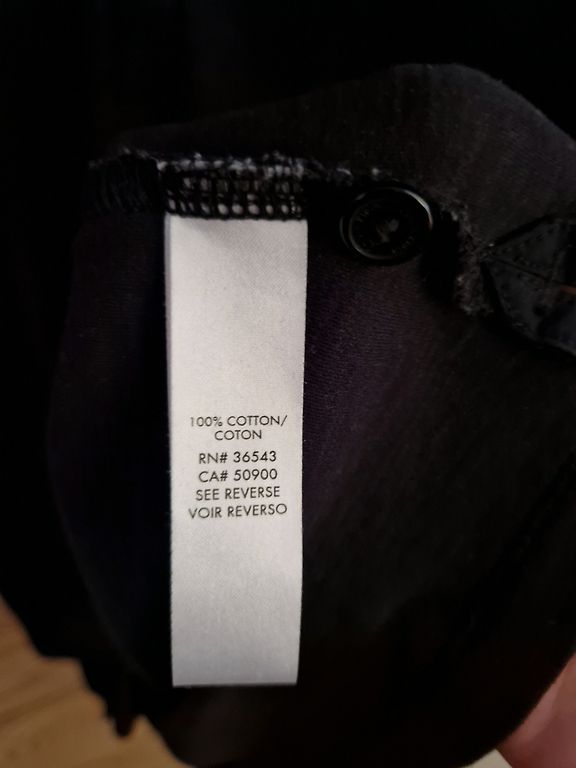 100% COTTON/
COTON
RN# 36543
CA# 50900
SEE REVERSE
VOIR REVERSO